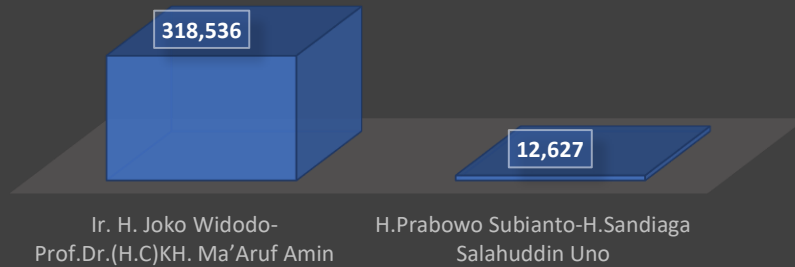 318,536
12,627
Ir. H. Joko Widodo-
Prof.Dr.(H.C)KH. Ma’Aruf Amin
H.Prabowo Subianto-H.Sandiaga
Salahuddin Uno